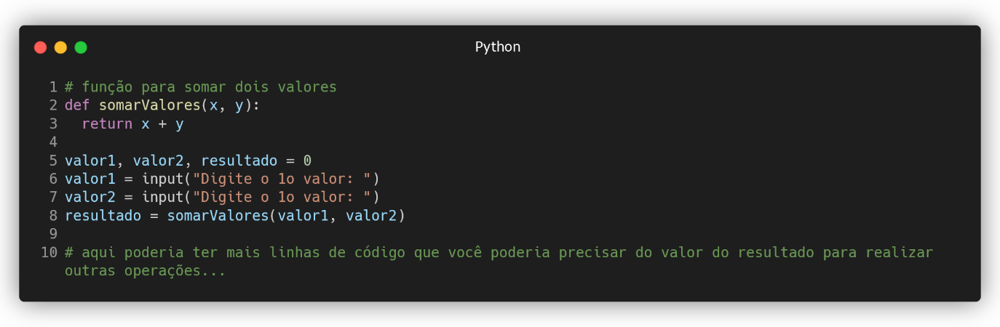 Python
1 # função para somar dois valores
2 def somarValores(x, y):
3   return x + y
4
5 valor1, valor2, resultado = 0
6 valor1 = input("Digite o 1o valor: ")
7 valor2 = input("Digite o 1o valor: ")
8 resultado = somarValores(valor1, valor2)
9
10 # aqui poderia ter mais linhas de código que você poderia precisar do valor do resultado para realizar
outras operações...